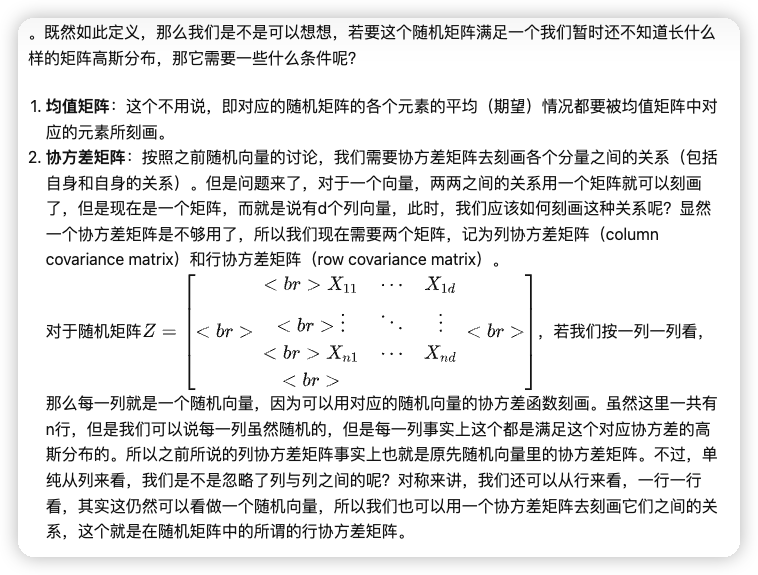 。既然如此定义，那么我们是不是可以想想，若要这个随机矩阵满足一个我们暂时还不知道长什么
样的矩阵高斯分布，那它需要一些什么条件呢？
1. 均值矩阵：这个不用说，即对应的随机矩阵的各个元素的平均（期望）情况都要被均值矩阵中对
应的元素所刻画。
2. 协方差矩阵：按照之前随机向量的讨论，我们需要协方差矩阵去刻画各个分量之间的关系（包括
自身和自身的关系）。但是问题来了，对于一个向量，两两之间的关系用一个矩阵就可以刻画
了，但是现在是一个矩阵，而就是说有d个列向量，此时，我们应该如何刻画这种关系呢？显然
一个协方差矩阵是不够用了，所以我们现在需要两个矩阵，记为列协方差矩阵（column
covariance matrix）和行协方差矩阵（row covariance matrix）。
< br > X11 ⋯ X1d
对于随机矩阵Z = [ < br > < br > ⋮ ⋱ ⋮ < br > ]，若我们按一列一列看，
< br > Xn1 ⋯ Xnd
< br >
那么每一列就是一个随机向量，因为可以用对应的随机向量的协方差函数刻画。虽然这里一共有
n行，但是我们可以说每一列虽然随机的，但是每一列事实上这个都是满足这个对应协方差的高
斯分布的。所以之前所说的列协方差矩阵事实上也就是原先随机向量里的协方差矩阵。不过，单
纯从列来看，我们是不是忽略了列与列之间的呢？对称来讲，我们还可以从行来看，一行一行
看，其实这仍然可以看做一个随机向量，所以我们也可以用一个协方差矩阵去刻画它们之间的关
系，这个就是在随机矩阵中的所谓的行协方差矩阵。